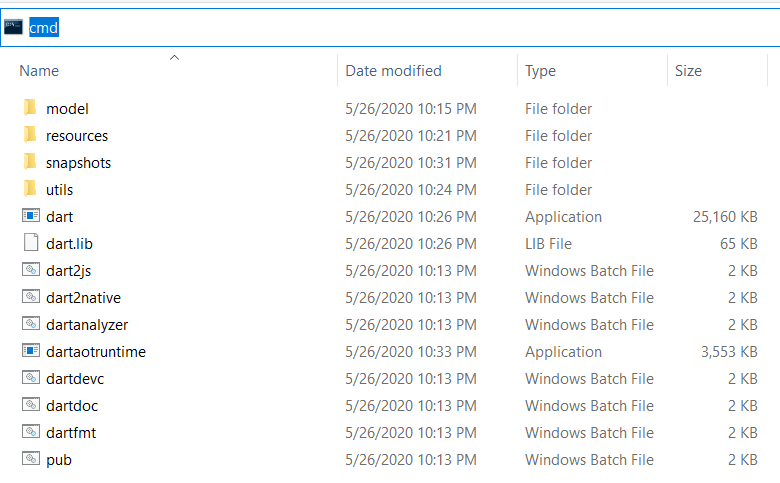 cmd
Name Date modified Type Size
model 5/26/2020 10:15 PM File folder
resources 5/26/2020 10:21 PM File folder
snapshots 5/26/2020 10:31 PM File folder
utils 5/26/2020 10:24 PM File folder
dart 5/26/2020 10:26 PM Application 25,160 KB
dart.lib 5/26/2020 10:26 PM LIB File 65 KB
dart2js 5/26/2020 10:13 PM Windows Batch File 2 KB
dart2native 5/26/2020 10:13 PM Windows Batch File 2 KB
dartanalyzer 5/26/2020 10:13 PM Windows Batch File 2 KB
dartaotruntime 5/26/2020 10:33 PM Application 3,553 KB
dartdevc 5/26/2020 10:13 PM Windows Batch File 2 KB
dartdoc 5/26/2020 10:13 PM Windows Batch File 2 KB
dartfmt 5/26/2020 10:13 PM Windows Batch File 2 KB
pub 5/26/2020 10:13 PM Windows Batch File 2 KB